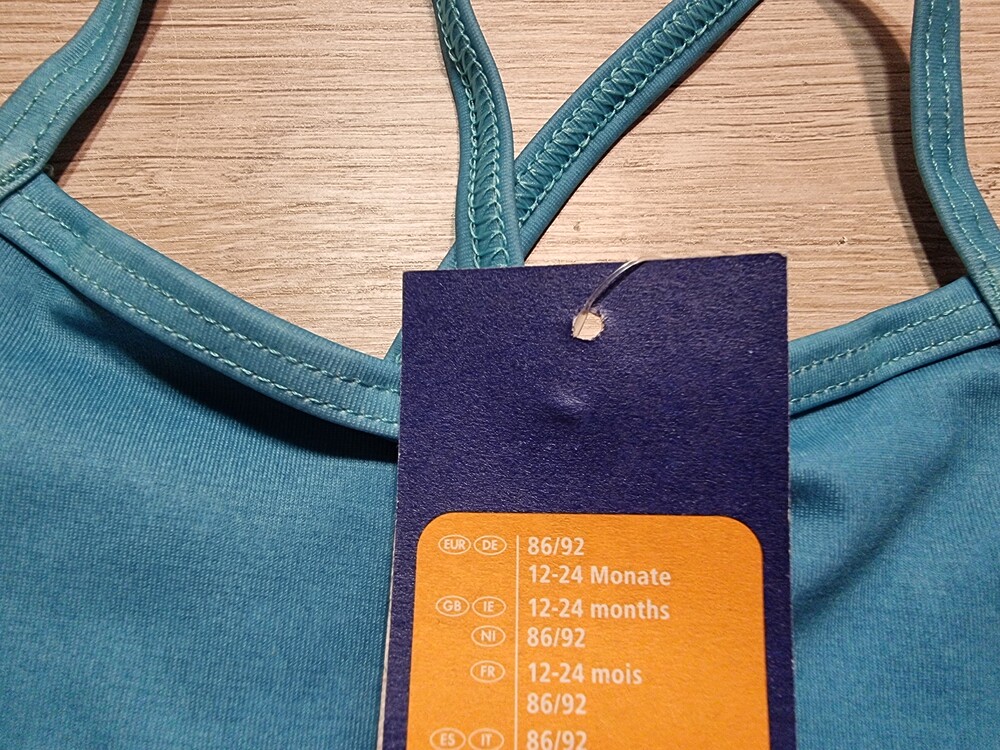 EUR DE 86/92
12-24 Monate
GB IE 12-24 months
NI 86/92
FR 12-24 mois
86/92
ES IT 86/92